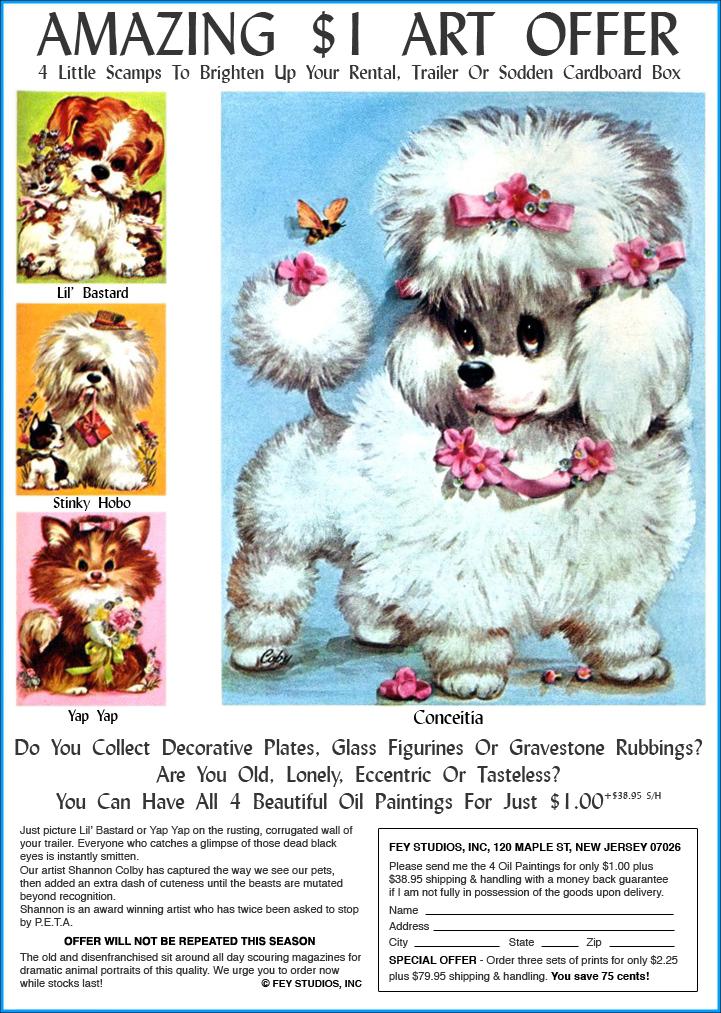 AMAZING $1 ART OFFER
4 Little Scamps To Brighten Up Your Rental, Trailer Or Sodden Cardboard Box
Lil' Bastard
Stinky Hobo
Yap Yap
Coby
Conceitia
Do You Collect Decorative Plates, Glass Figurines Or Gravestone Rubbings?
Are You Old, Lonely, Eccentric Or Tasteless?
You Can Have All 4 Beautiful Oil Paintings For Just $1.00+$38.95 S/H
Just picture Lil' Bastard or Yap Yap on the rusting, corrugated wall of
your trailer. Everyone who catches a glimpse of those dead black
eyes is instantly smitten.
Our artist Shannon Colby has captured the way we see our pets,
then added an extra dash of cuteness until the beasts are mutated
beyond recognition.
Shannon is an award winning artist who has twice been asked to stop
by P.E.T.A.
OFFER WILL NOT BE REPEATED THIS SEASON
The old and disenfranchised sit around all day scouring magazines for
dramatic animal portraits of this quality. We urge you to order now
while stocks last!
© FEY STUDIOS, INC
FEY STUDIOS, INC, 120 MAPLE ST, NEW JERSEY 07026
Please send me the 4 Oil Paintings for only $1.00 plus
$38.95 shipping & handling with a money back guarantee
if I am not fully in possession of the goods upon delivery.
Name
Address
City State Zip
SPECIAL OFFER - Order three sets of prints for only $2.25
plus $79.95 shipping & handling. You save 75 cents!